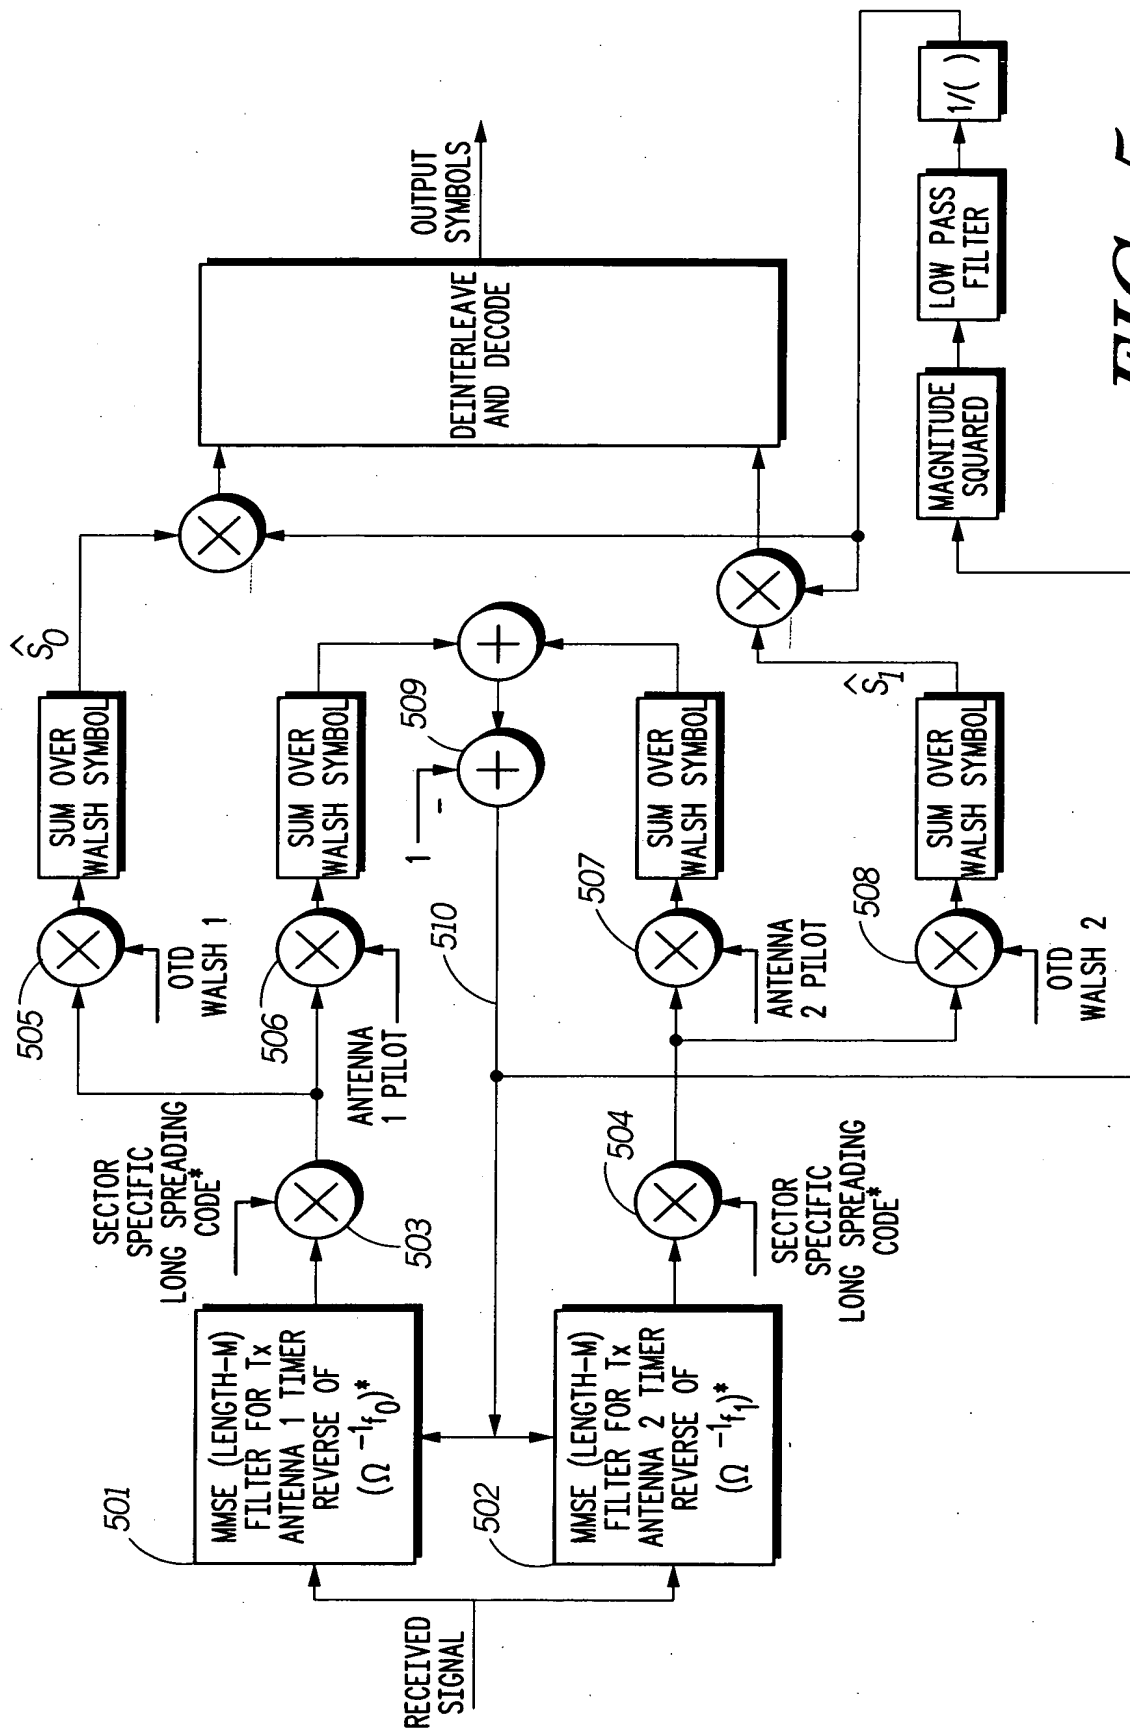 RECEIVED
SIGNAL
501
MMSE (LENGTH-M)
FILTER FOR Tx
ANTENNA 1 TIMER
REVERSE OF
(Ω⁻¹f₀)*
502
MMSE (LENGTH-M)
FILTER FOR Tx
ANTENNA 2 TIMER
REVERSE OF
(Ω⁻¹f₁)*
SECTOR
SPECIFIC
LONG SPREADING
CODE*
503
504
SECTOR
SPECIFIC
LONG SPREADING
CODE*
505
OTD
WALSH 1
506
ANTENNA
1 PILOT
510
507
ANTENNA
2 PILOT
508
OTD
WALSH 2
SUM OVER
WALSH SYMBOL
SUM OVER
WALSH SYMBOL
1
-
509
SUM OVER
WALSH SYMBOL
SUM OVER
WALSH SYMBOL
Ŝ0
Ŝ1
DEINTERLEAVE
AND DECODE
OUTPUT
SYMBOLS
MAGNITUDE
SQUARED
LOW PASS
FILTER
1/( )